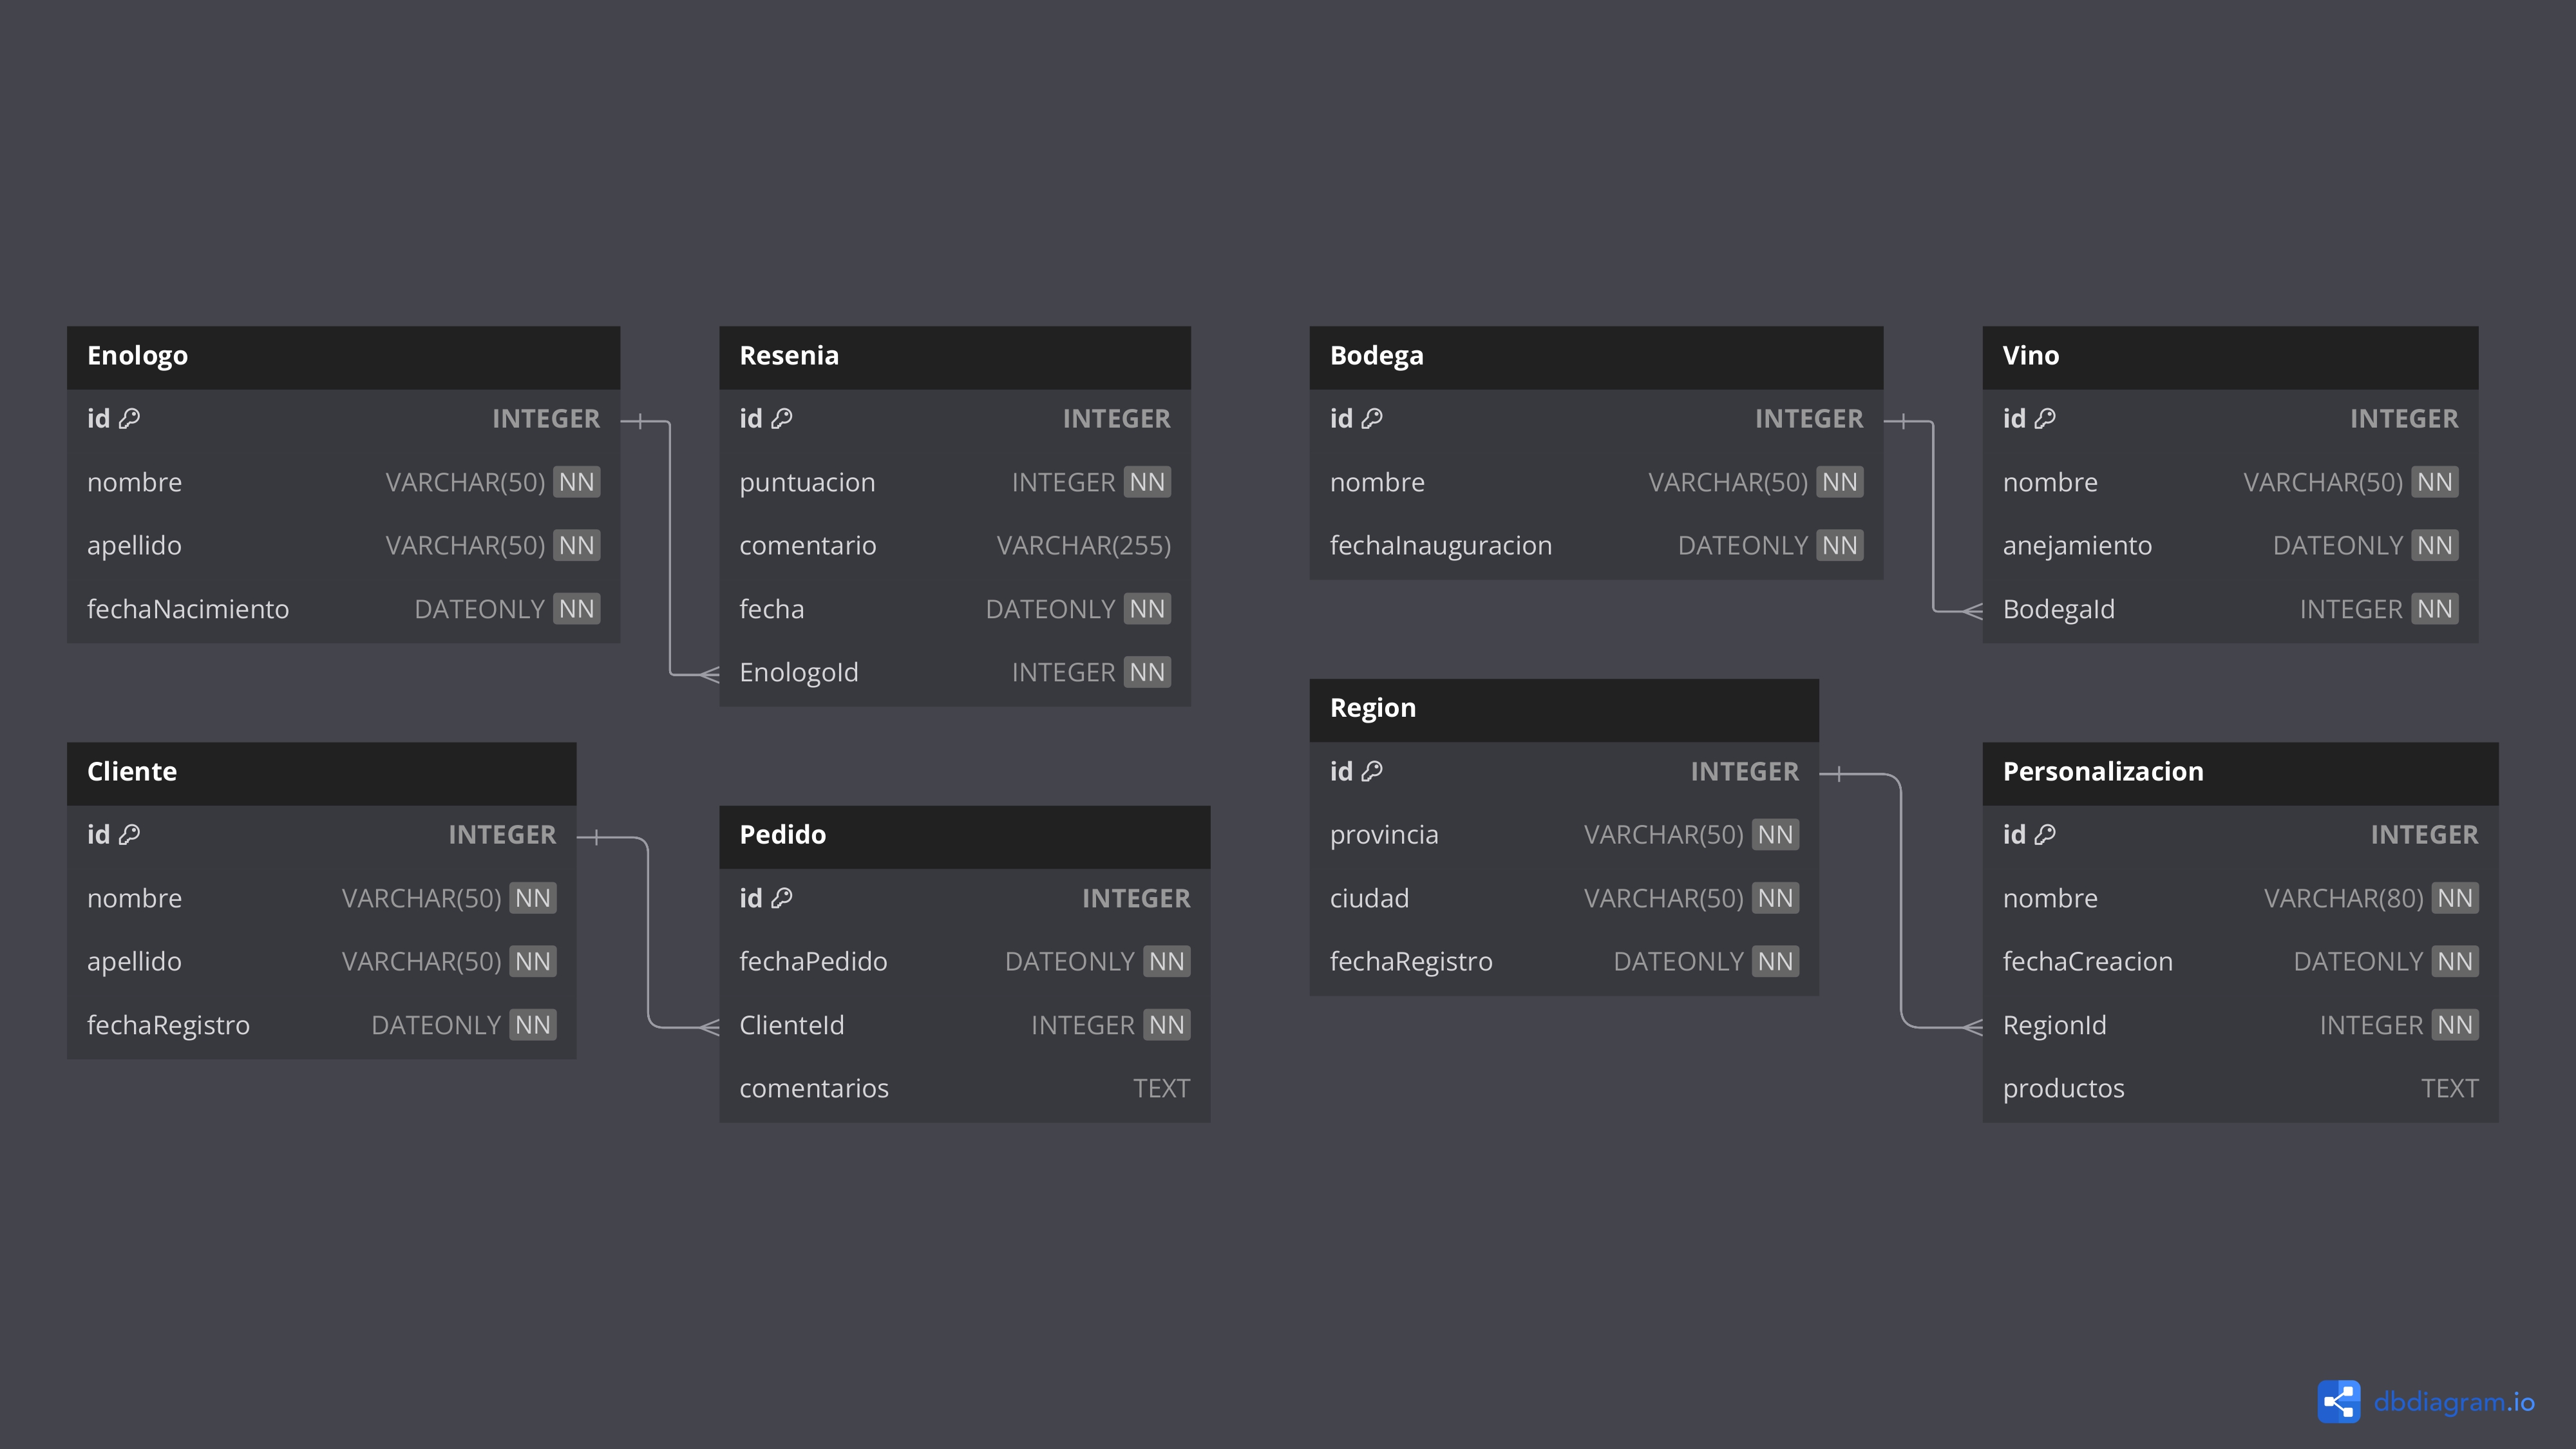 Enologo
id INTEGER
nombre VARCHAR(50) NN
apellido VARCHAR(50) NN
fechaNacimiento DATEONLY NN
Resenia
id INTEGER
puntuacion INTEGER NN
comentario VARCHAR(255)
fecha DATEONLY NN
EnologoId INTEGER NN
Bodega
id INTEGER
nombre VARCHAR(50) NN
fechaInauguracion DATEONLY NN
Vino
id INTEGER
nombre VARCHAR(50) NN
anejamiento DATEONLY NN
BodegaId INTEGER NN
Cliente
id INTEGER
nombre VARCHAR(50) NN
apellido VARCHAR(50) NN
fechaRegistro DATEONLY NN
Pedido
id INTEGER
fechaPedido DATEONLY NN
ClienteId INTEGER NN
comentarios TEXT
Region
id INTEGER
provincia VARCHAR(50) NN
ciudad VARCHAR(50) NN
fechaRegistro DATEONLY NN
Personalizacion
id INTEGER
nombre VARCHAR(80) NN
fechaCreacion DATEONLY NN
RegionId INTEGER NN
productos TEXT
dbdiagram.io